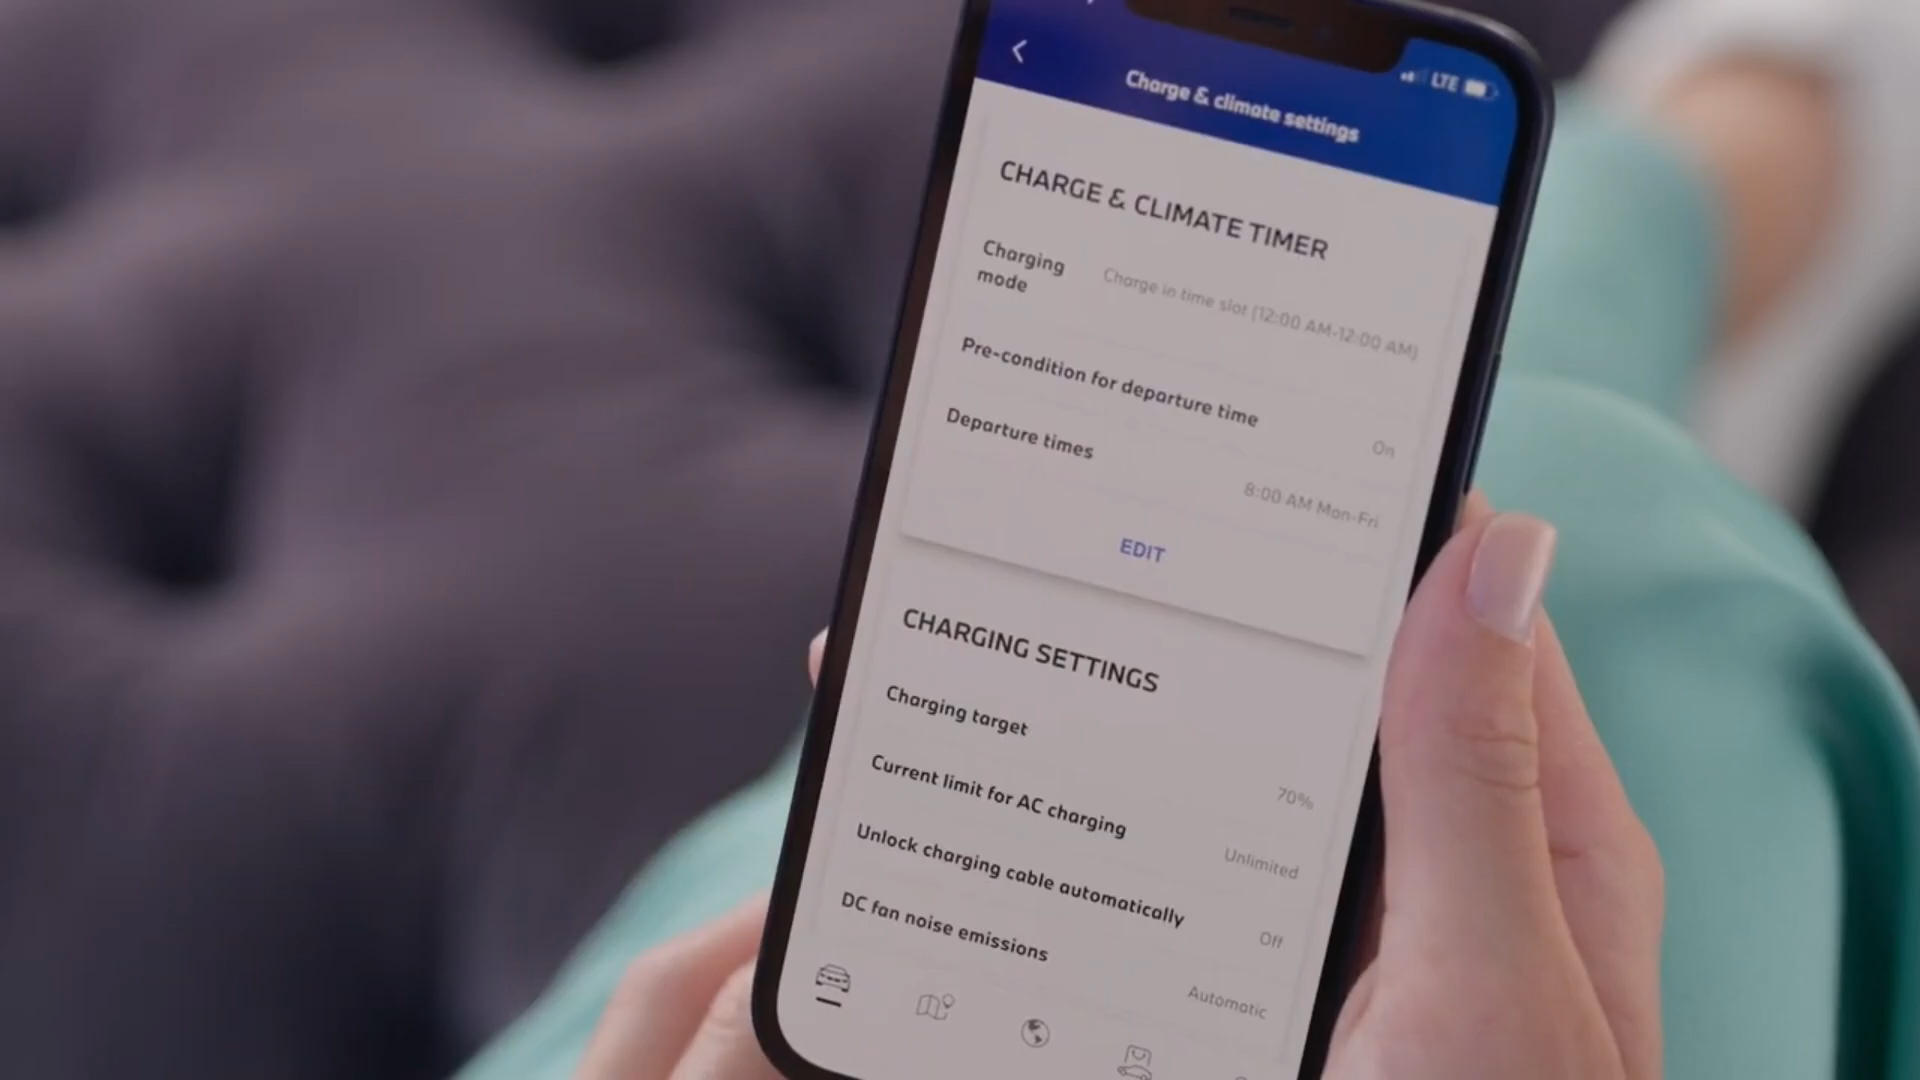 LTE
Charge & climate settings
CHARGE & CLIMATE TIMER
Charging
mode
Charge in time slot (12:00 AM-12:00 AM)
Pre-condition for departure time
On
Departure times
8:00 AM Mon-Fri
EDIT
CHARGING SETTINGS
Charging target
70%
Current limit for AC charging
Unlimited
Unlock charging cable automatically
Off
DC fan noise emissions
Automatic